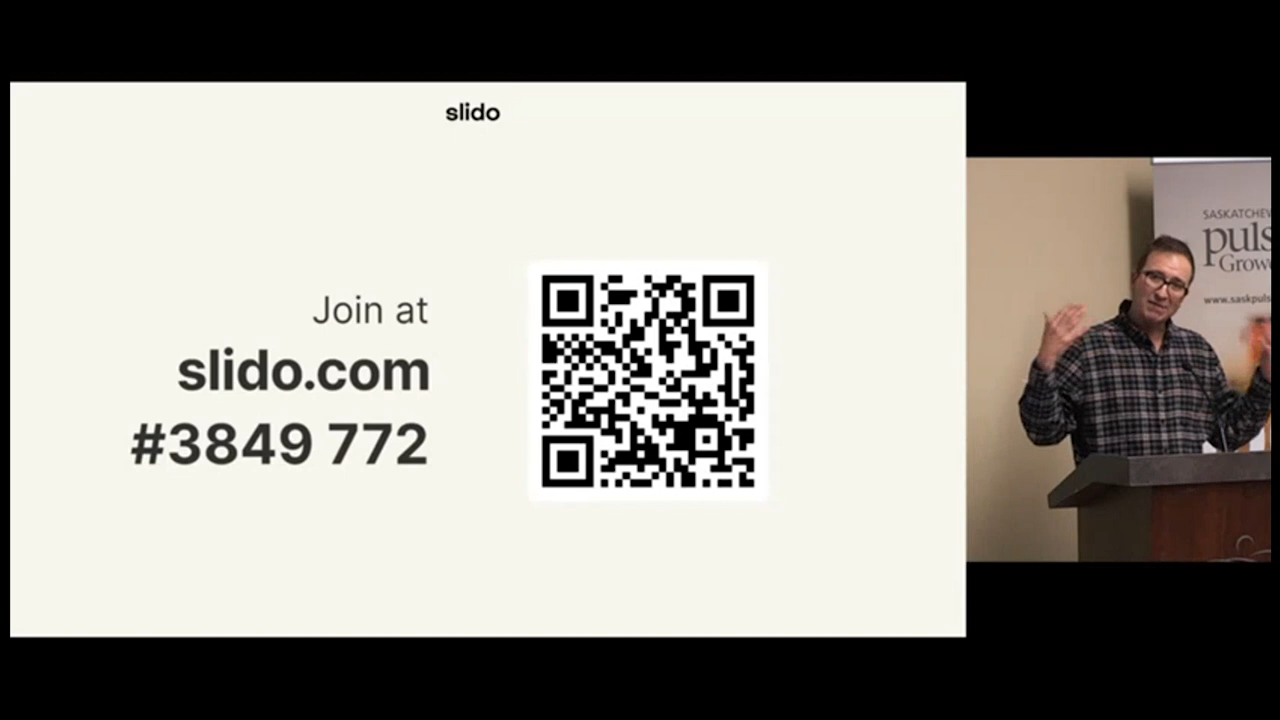 slido
Join at
slido.com
#3849 772
SASKATCHEW
puls
Grow
www.saskpuls